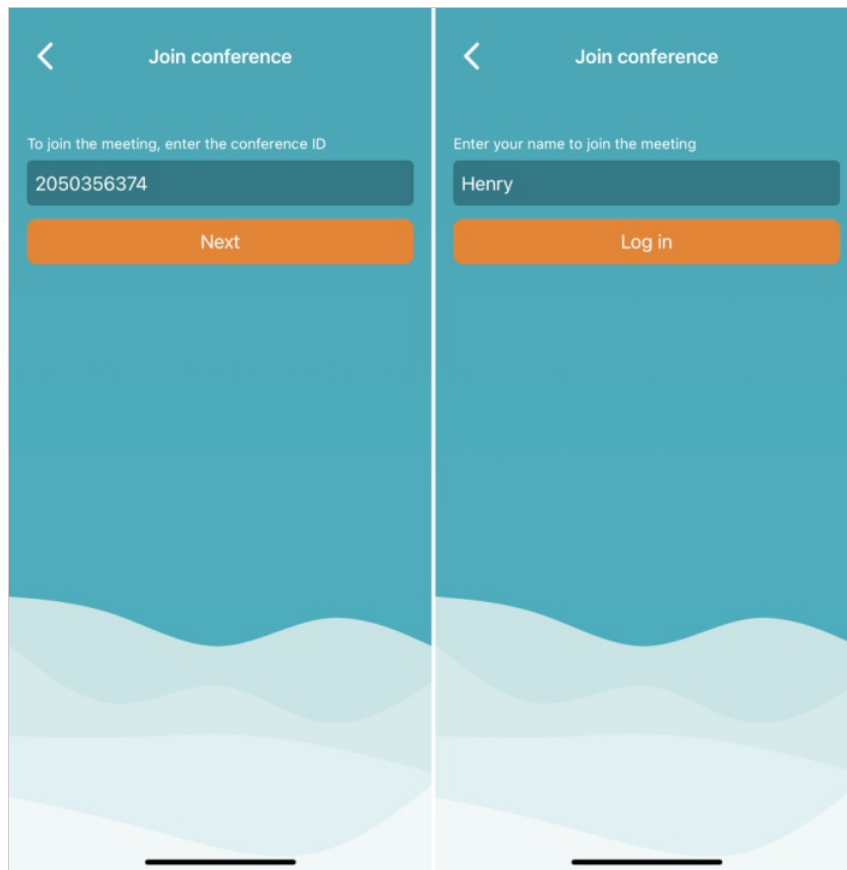 Join conference
To join the meeting, enter the conference ID
2050356374
Next
Join conference
Enter your name to join the meeting
Henry
Log in